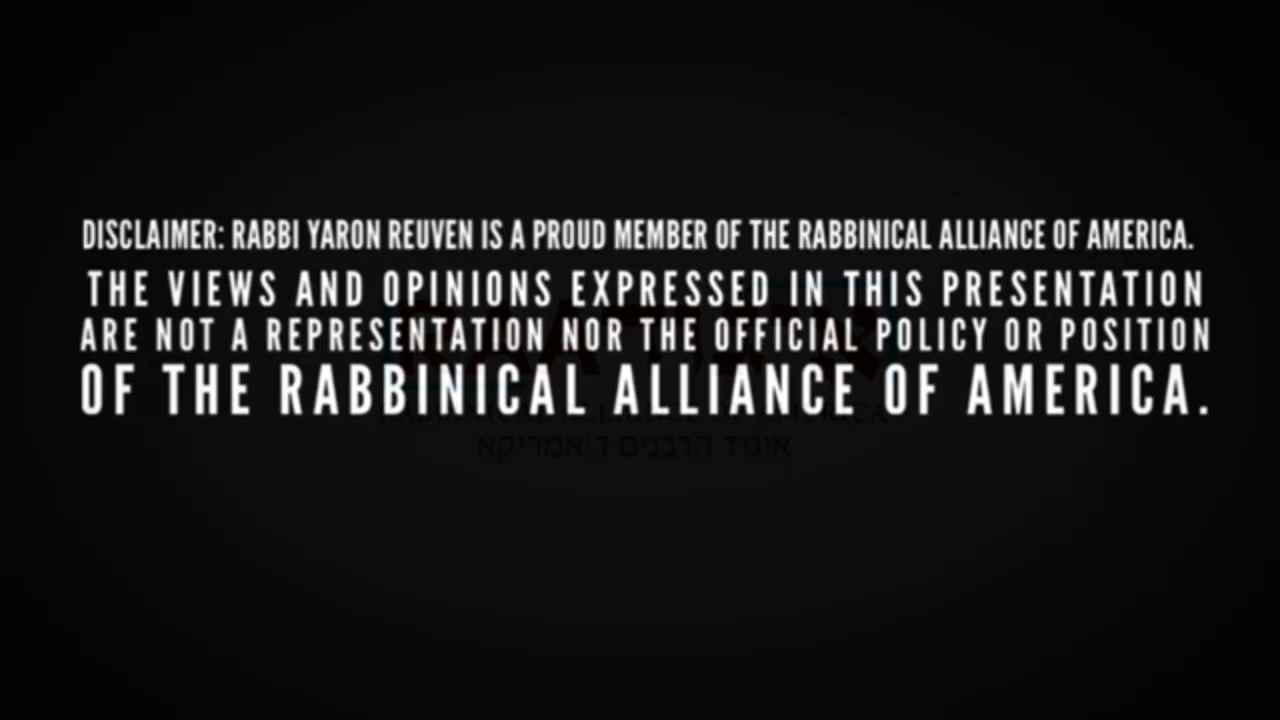 DISCLAIMER: RABBI YARON REUVEN IS A PROUD MEMBER OF THE RABBINICAL ALLIANCE OF AMERICA.
THE VIEWS AND OPINIONS EXPRESSED IN THIS PRESENTATION
ARE NOT A REPRESENTATION NOR THE OFFICIAL POLICY OR POSITION
OF THE RABBINICAL ALLIANCE OF AMERICA.
איגוד הרבנים ד'אמריקא